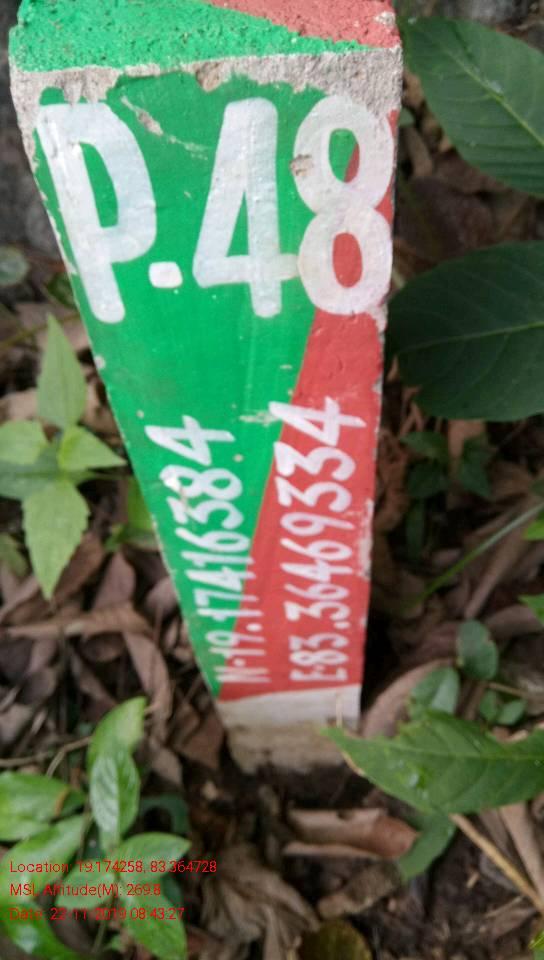 P.48
N-19.17416384
E-83.36469334
Location: 19.174258, 83.364728
MSL Altitude(M): 269.8
Date: 22-11-2019 08:43:27